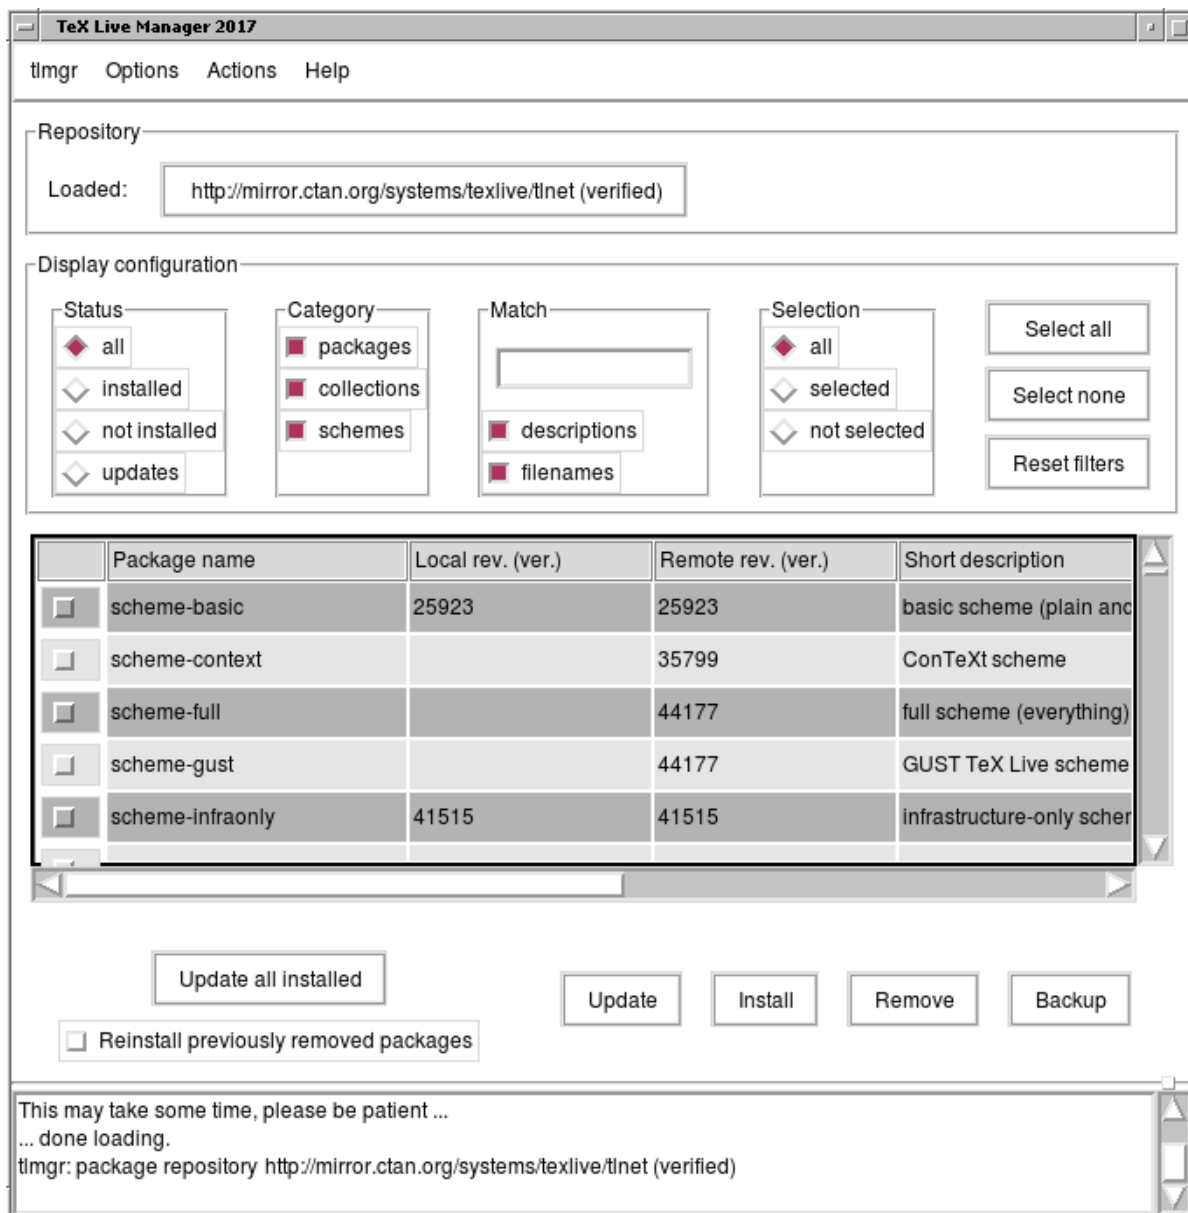 TeX Live Manager 2017
tlmgr Options Actions Help
Repository
Loaded: http://mirror.ctan.org/systems/texlive/tlnet (verified)
Display configuration
Status
all
installed
not installed
updates
Category
packages
collections
schemes
Match
descriptions
filenames
Selection
all
selected
not selected
Select all
Select none
Reset filters
Package name Local rev. (ver.) Remote rev. (ver.) Short description
scheme-basic 25923 25923 basic scheme (plain and
scheme-context 35799 ConTeXt scheme
scheme-full 44177 full scheme (everything)
scheme-gust 44177 GUST TeX Live scheme
scheme-infraonly 41515 41515 infrastructure-only
Update all installed
Reinstall previously removed packages
Update Install Remove Backup
This may take some time, please be patient ...
... done loading.
tlmgr: package repository http://mirror.ctan.org/systems/texlive/tlnet (verified)